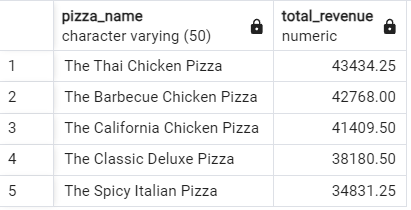 pizza_name total_revenue
character varying (50) numeric
1 The Thai Chicken Pizza 43434.25
2 The Barbecue Chicken Pizza 42768.00
3 The California Chicken Pizza 41409.50
4 The Classic Deluxe Pizza 38180.50
5 The Spicy Italian Pizza 34831.25